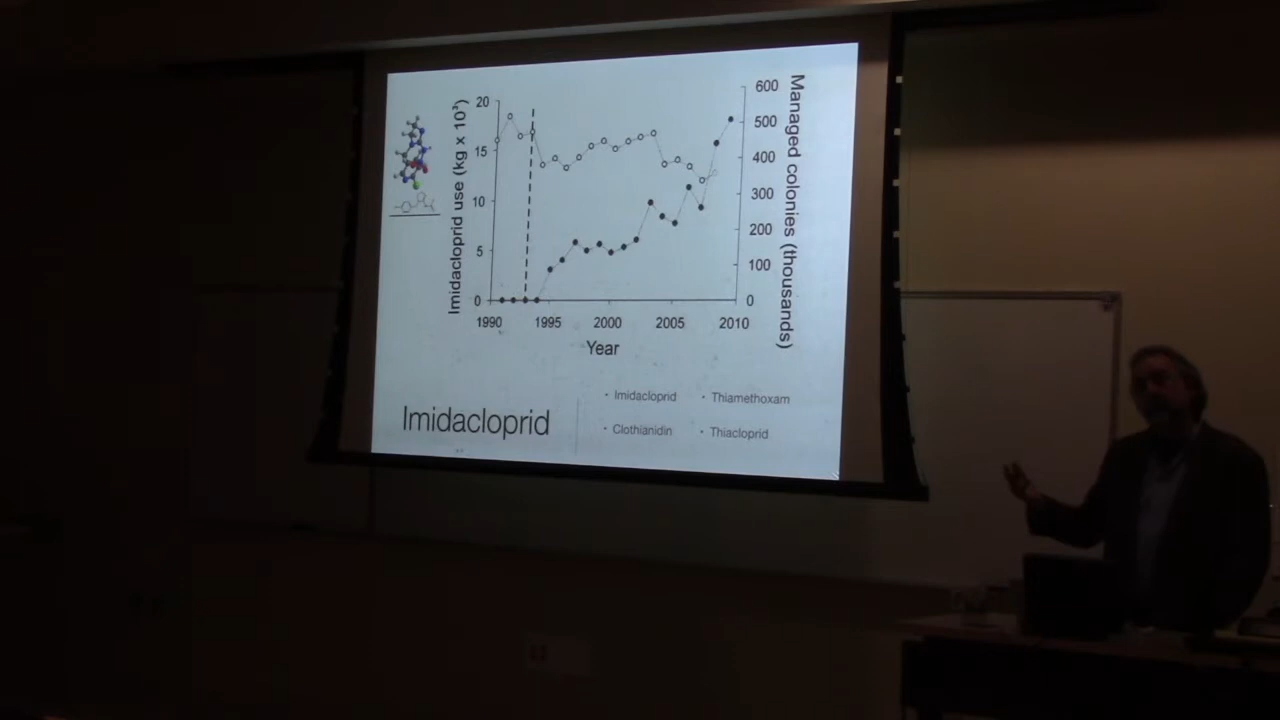 Imidacloprid use (kg x 10³)
20
15
10
5
0
600
500
400
300
200
100
0
Managed colonies (thousands)
1990 1995 2000 2005 2010
Year
Imidacloprid
• Imidacloprid • Thiamethoxam
• Clothianidin • Thiacloprid